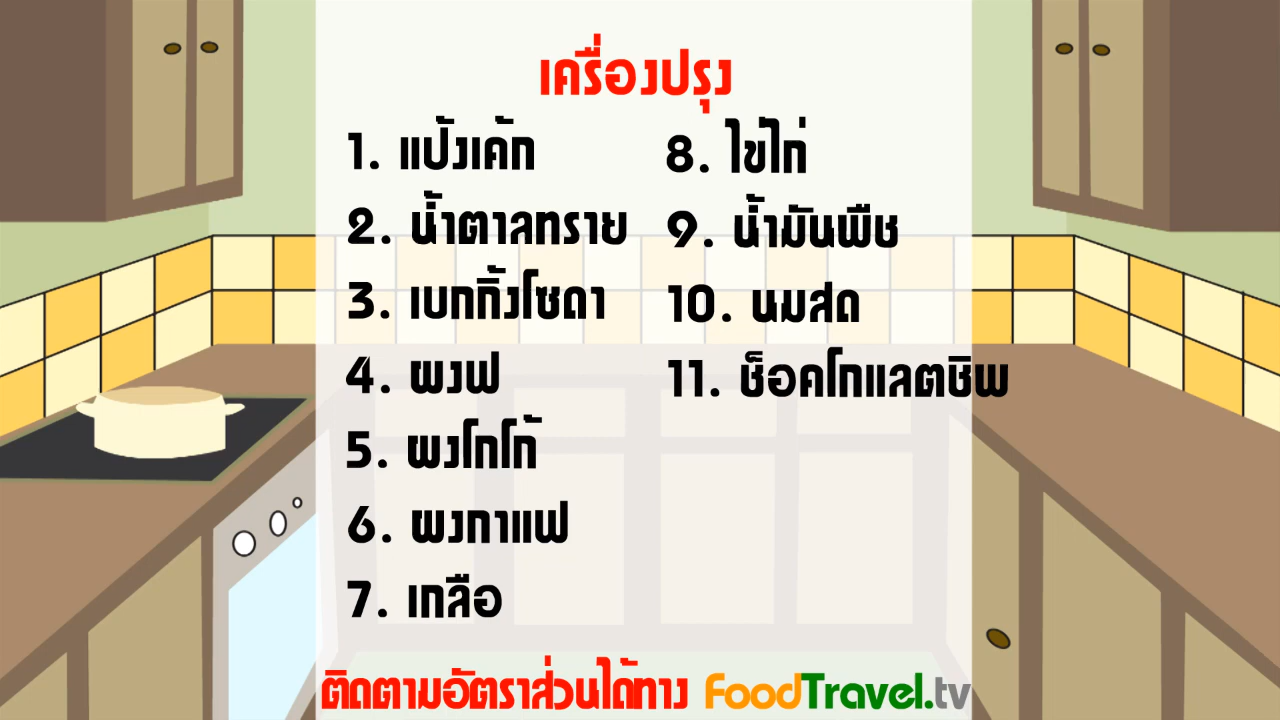 เครื่องปรุง
1. แป้งเค้ก
2. น้ำตาลทราย
3. เบกกิ้งโซดา
4. ผงฟู
5. ผงโกโก้
6. ผงกาแฟ
7. เกลือ
8. ไข่ไก่
9. น้ำมันพืช
10. นมสด
11. ช็อคโกแลตชิพ
ติดตามอัตราส่วนได้ทาง FoodTravel.tv